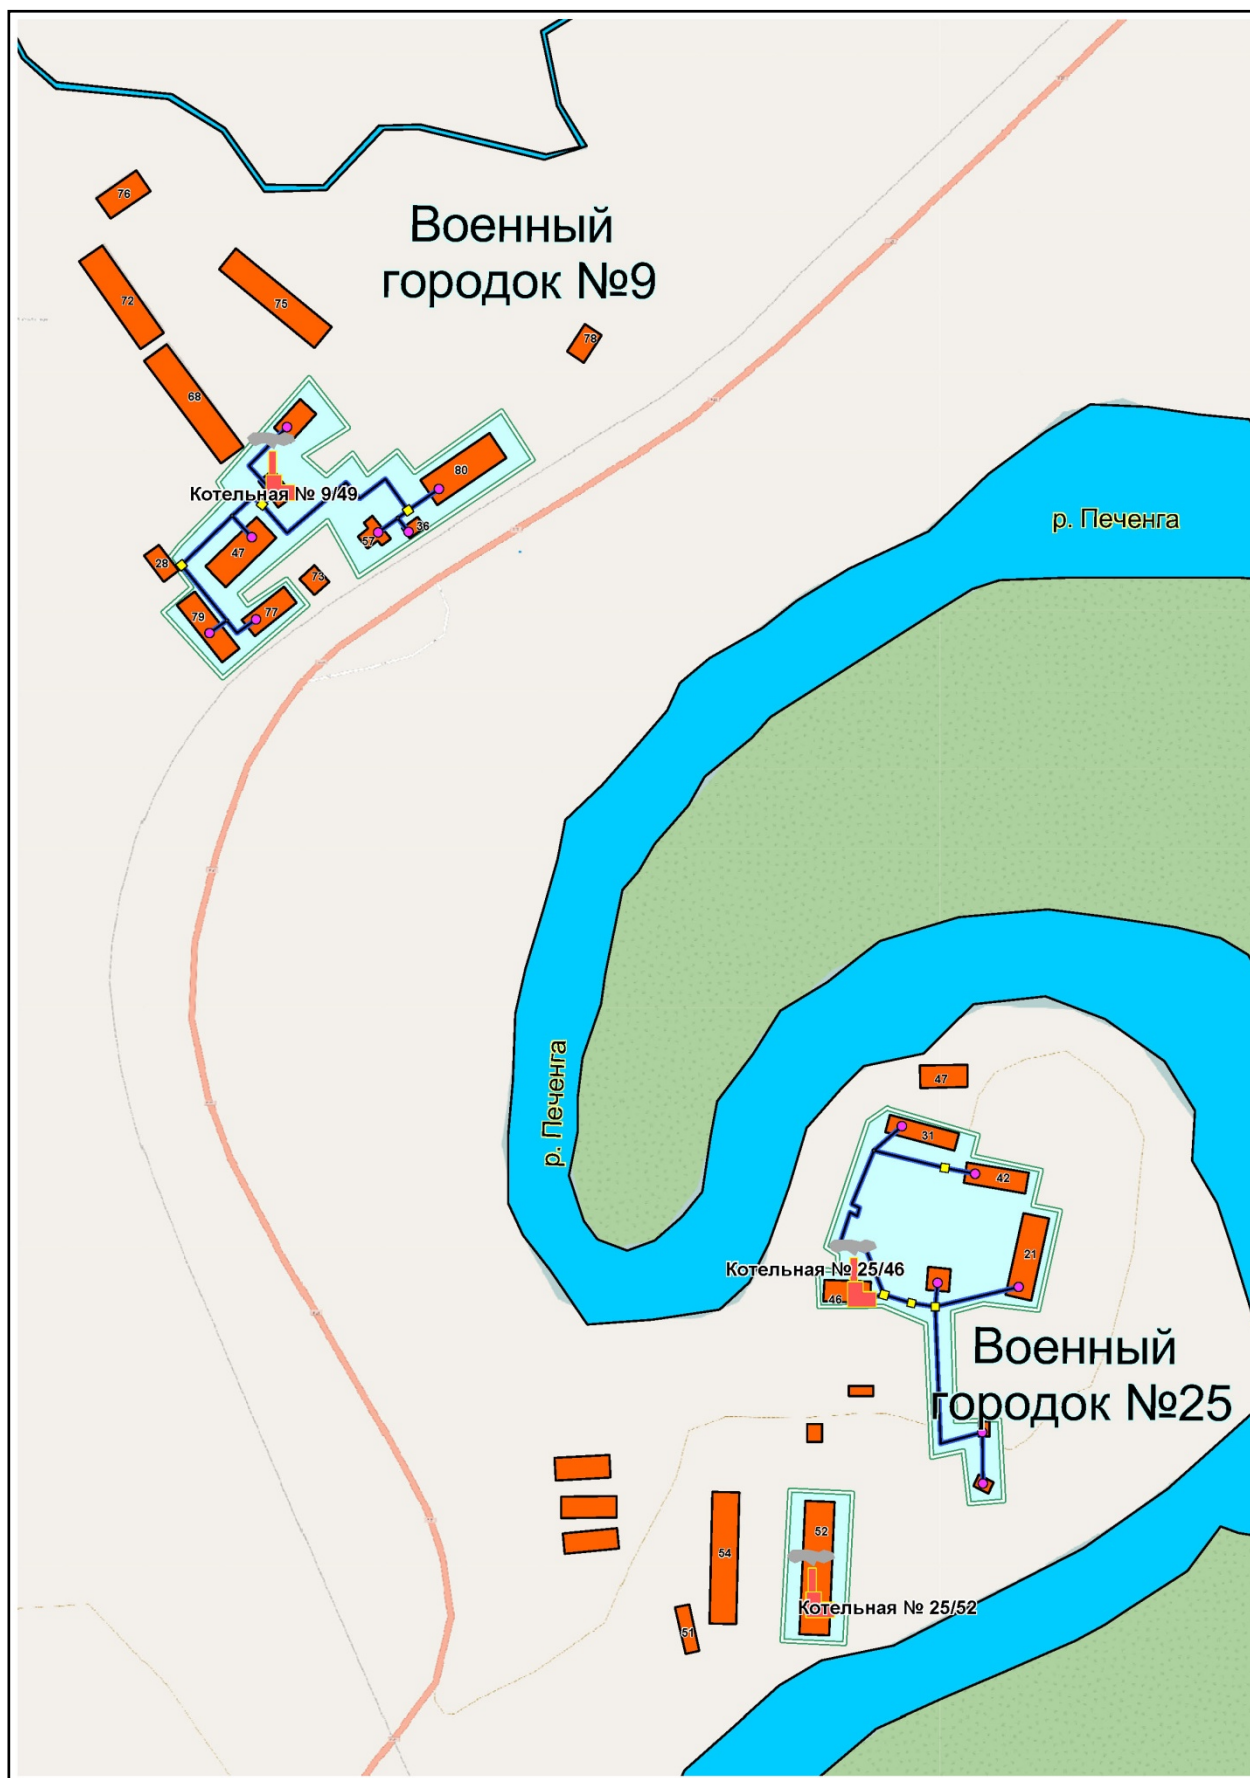 76
Военный
городок №9
72
75
78
68
80
Котельная № 9/49
36
57
47
28
73
77
79
р. Печенга
р. Печенга
47
31
42
21
Котельная № 25/46
46
Военный
городок №25
52
54
Котельная № 25/52
51